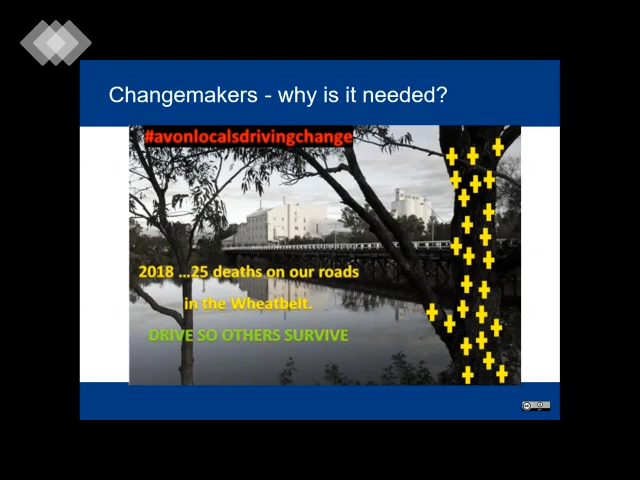 Changemakers - why is it needed?
#avonlocalsdrivingchange
2018 ...25 deaths on our roads
in the Wheatbelt.
DRIVE SO OTHERS SURVIVE